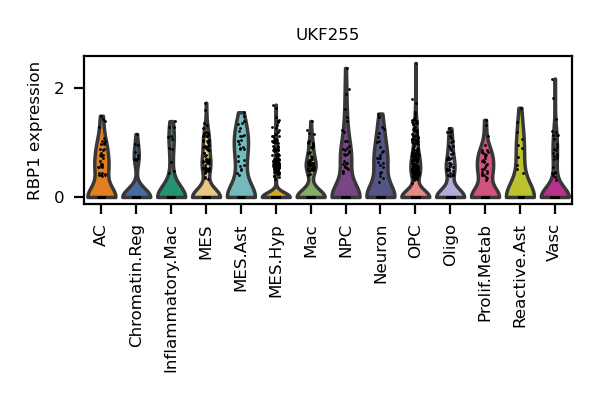 UKF255
RBP1 expression
2
0
AC
Chromatin.Reg
Inflammatory.Mac
MES
MES.Ast
MES.Hyp
Mac
NPC
Neuron
OPC
Oligo
Prolif.Metab
Reactive.Ast
Vasc